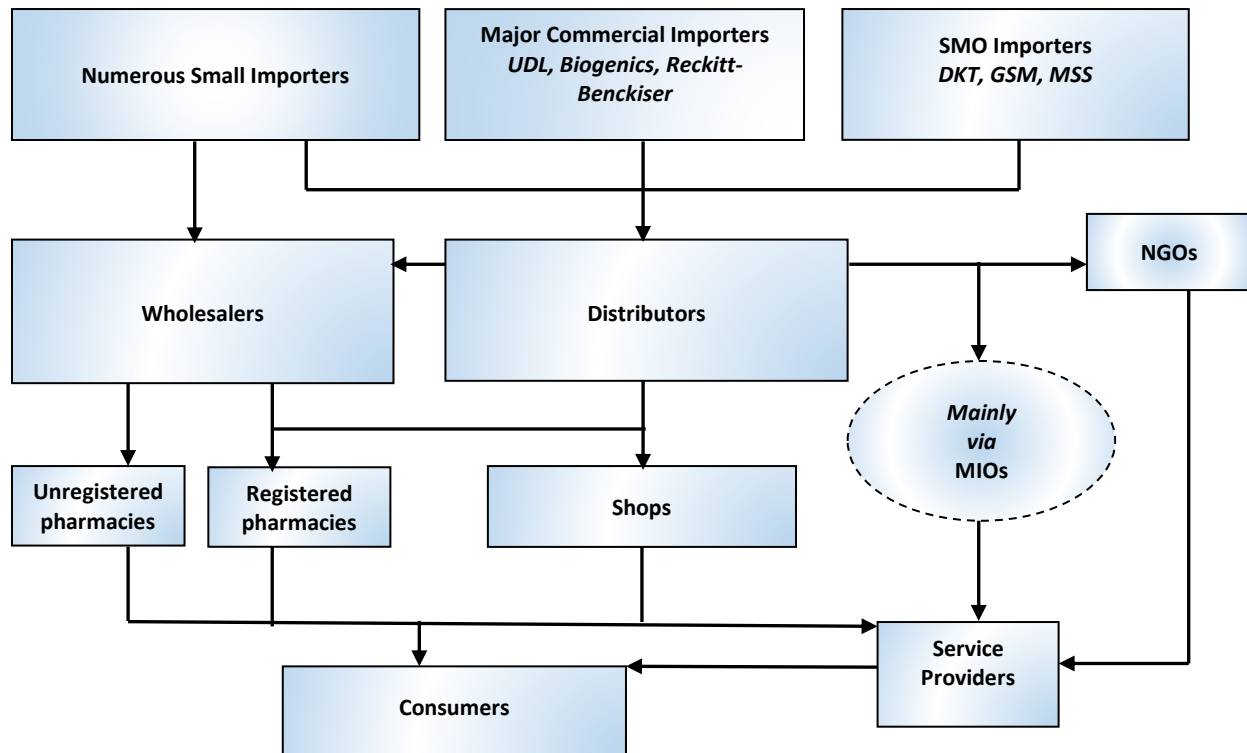 Numerous Small Importers
Major Commercial Importers
UDL, Biogenics, Reckitt-
Benckiser
SMO Importers
DKT, GSM, MSS
Wholesalers
Distributors
NGOs
Mainly
via
MIOs
Unregistered
pharmacies
Registered
pharmacies
Shops
Service
Providers
Consumers